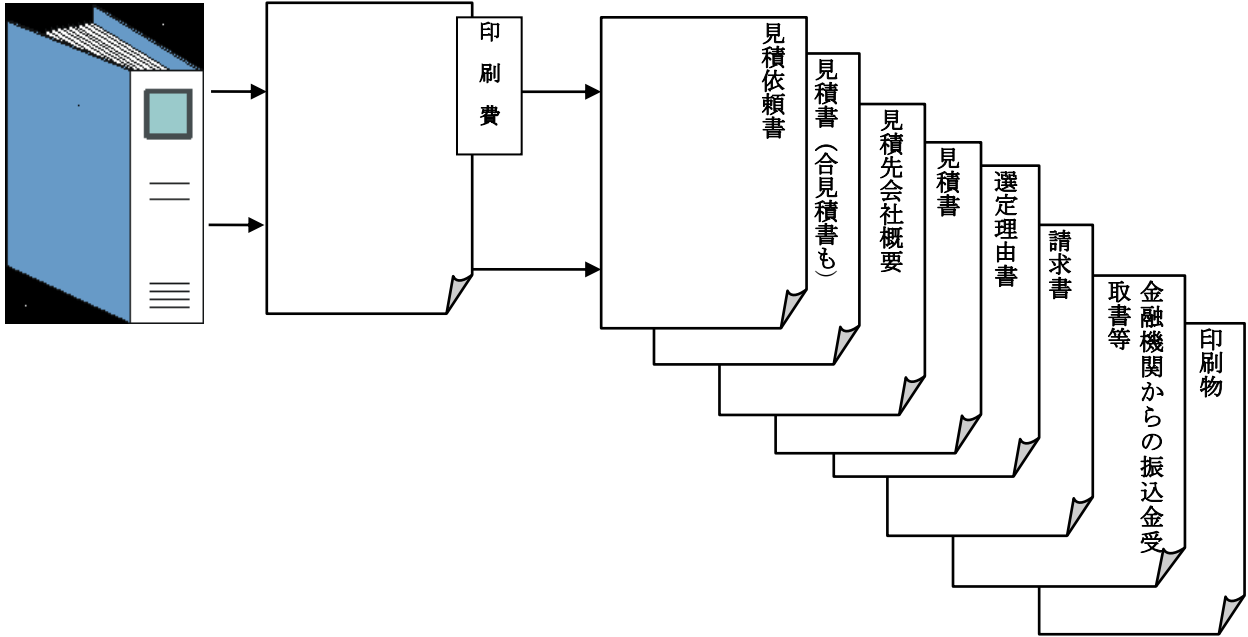 印刷費
見積依頼書
見積書（合見積書も）
見積先会社概要
見積書
選定理由書
請求書
金融機関からの振込金受
取書等
印刷物